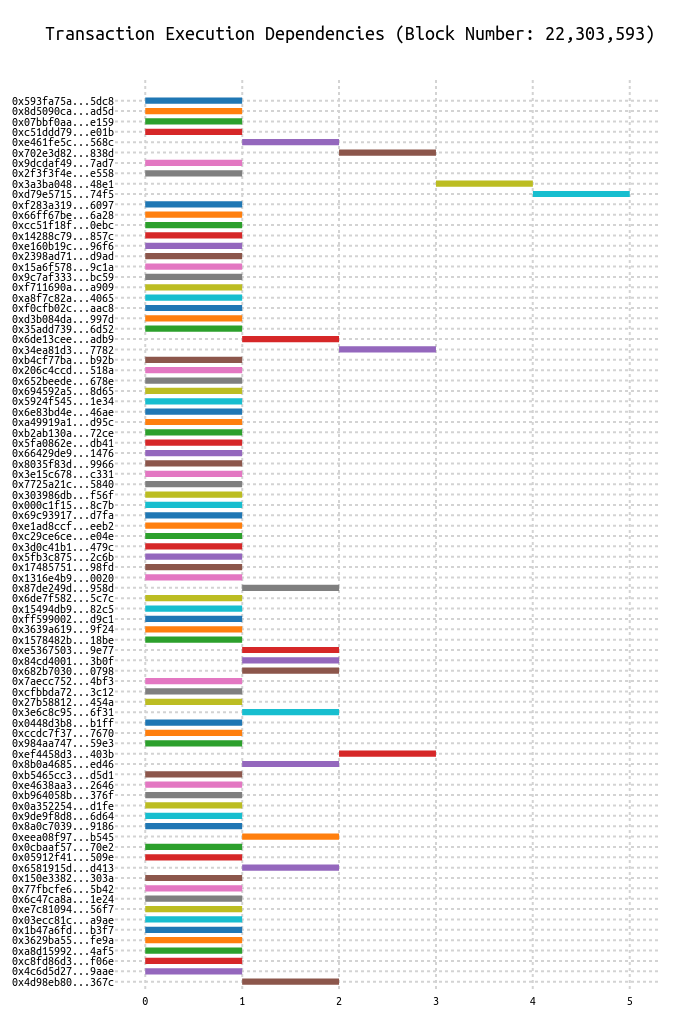 Transaction Execution Dependencies (Block Number: 22,303,593)
0x593fa75a...5dc8
0x8d5090ca...ad5d
0x07bbf0aa...e159
0xc51ddd79...e01b
0xe461fe5c...568c
0x702e3d82...838d
0x9dcdaf49...7ad7
0x2f3f3f4e...e558
0x3a3ba048...48e1
0xd79e5715...74f5
0xf283a319...6097
0x66ff67be...6a28
0xcc51f18f...0ebc
0x14288c79...857c
0xe160b19c...96f6
0x2398ad71...d9ad
0x15a6f578...9c1a
0x9c7af333...bc59
0xf711690a...a909
0xa8f7c82a...4065
0xf0cfb02c...aac8
0xd3b084da...997d
0x35add739...6d52
0x6de13cee...adb9
0x34ea81d3...7782
0xb4cf77ba...b92b
0x206c4ccd...518a
0x652beede...678e
0x694592a5...8d65
0x5924f545...1e34
0x6e83bd4e...46ae
0xa49919a1...d95c
0xb2ab130a...72ce
0x5fa0862e...db41
0x66429de9...1476
0x8035f83d...9966
0x3e15c678...c331
0x7725a21c...5840
0x303986db...f56f
0x000c1f15...8c7b
0x69c93917...d7fa
0xe1ad8ccf...eeb2
0xc29ce6ce...e04e
0x3d0c41b1...479c
0x5fb3c875...2c6b
0x17485751...98fd
0x1316e4b9...0020
0x87de249d...958d
0x6de7f582...5c7c
0x15494db9...82c5
0xff599002...d9c1
0x3639a619...9f24
0x1578482b...18be
0xe5367503...9e77
0x84cd4001...3b0f
0x682b7030...0798
0x7aecc752...4bf3
0xcfbbda72...3c12
0x27b58812...454a
0x3e6c8c95...6f31
0x0448d3b8...b1ff
0xccdc7f37...7670
0x984aa747...59e3
0xef4458d3...403b
0x8b0a4685...ed46
0xb5465cc3...d5d1
0xe4638aa3...2646
0xb964058b...376f
0x0a352254...d1fe
0x9de9f8d8...6d64
0x8a0c7039...9186
0xeea08f97...b545
0x0cbaaf57...70e2
0x05912f41...509e
0x6581915d...d413
0x150e3382...303a
0x77fbcfe6...5b42
0x6c47ca8a...1e24
0xe7c81094...56f7
0x03ecc81c...a9ae
0x1b47a6fd...b3f7
0x3629ba55...fe9a
0xa8d15992...4af5
0xc8fd86d3...f06e
0x4c6d5d27...9aae
0x4d98eb80...367c
0 1 2 3 4 5